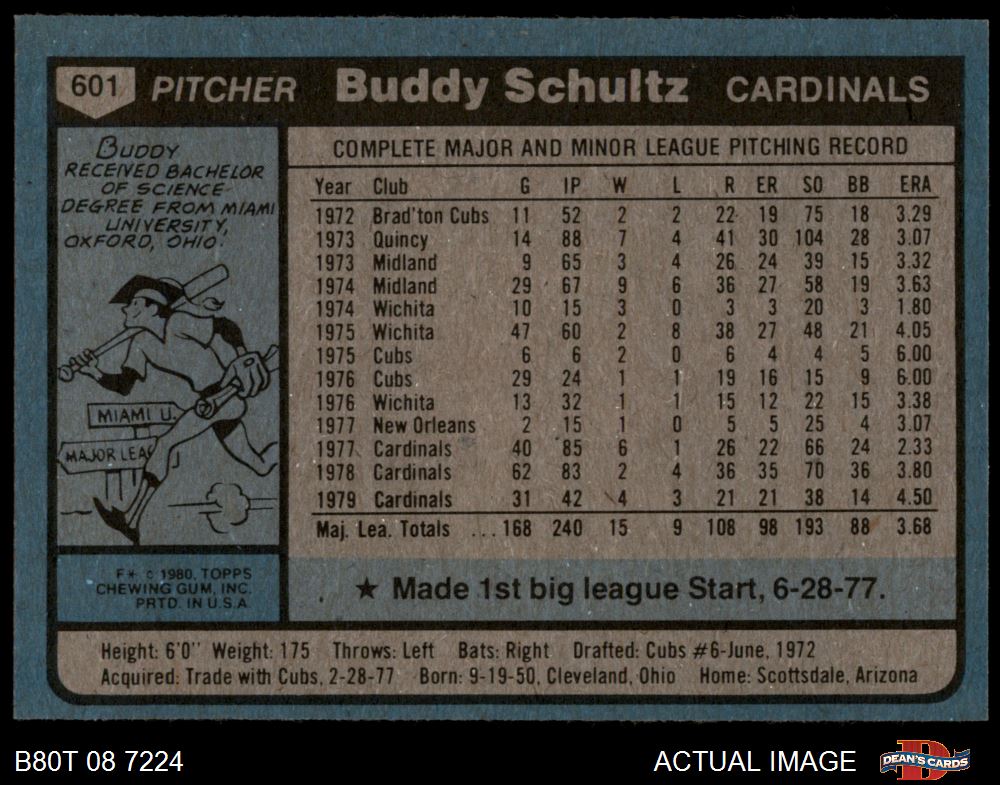 601 PITCHER Buddy Schultz CARDINALS
BUDDY
RECEIVED BACHELOR
OF SCIENCE
DEGREE FROM MIAMI
UNIVERSITY,
OXFORD, OHIO.
MIAMI U.
MAJOR LEAG
COMPLETE MAJOR AND MINOR LEAGUE PITCHING RECORD
Year Club G IP W L R ER SO BB ERA
1972 Brad'ton Cubs 11 52 2 2 22 19 75 18 3.29
1973 Quincy 14 88 7 4 41 30 104 28 3.07
1973 Midland 9 65 3 4 26 24 39 15 3.32
1974 Midland 29 67 9 6 36 27 58 19 3.63
1974 Wichita 10 15 3 0 3 3 20 3 1.80
1975 Wichita 47 60 2 8 38 27 48 21 4.05
1975 Cubs 6 6 2 0 6 4 4 5 6.00
1976 Cubs 29 24 1 1 19 16 15 9 6.00
1976 Wichita 13 32 1 1 15 12 22 15 3.38
1977 New Orleans 2 15 1 0 5 5 25 4 3.07
1977 Cardinals 40 85 6 1 26 22 66 24 2.33
1978 Cardinals 62 83 2 4 36 35 70 36 3.80
1979 Cardinals 31 42 4 3 21 21 38 14 4.50
Maj. Lea. Totals ...168 240 15 9 108 98 193 88 3.68
F* © 1980, TOPPS
CHEWING GUM, INC.
PRTD. IN U.S.A.
★ Made 1st big league Start, 6-28-77.
Height: 6'0" Weight: 175 Throws: Left Bats: Right Drafted: Cubs #6-June, 1972
Acquired: Trade with Cubs, 2-28-77 Born: 9-19-50, Cleveland, Ohio Home: Scottsdale, Arizona
B80T 08 7224 ACTUAL IMAGE
D
DEAN'S CARDS